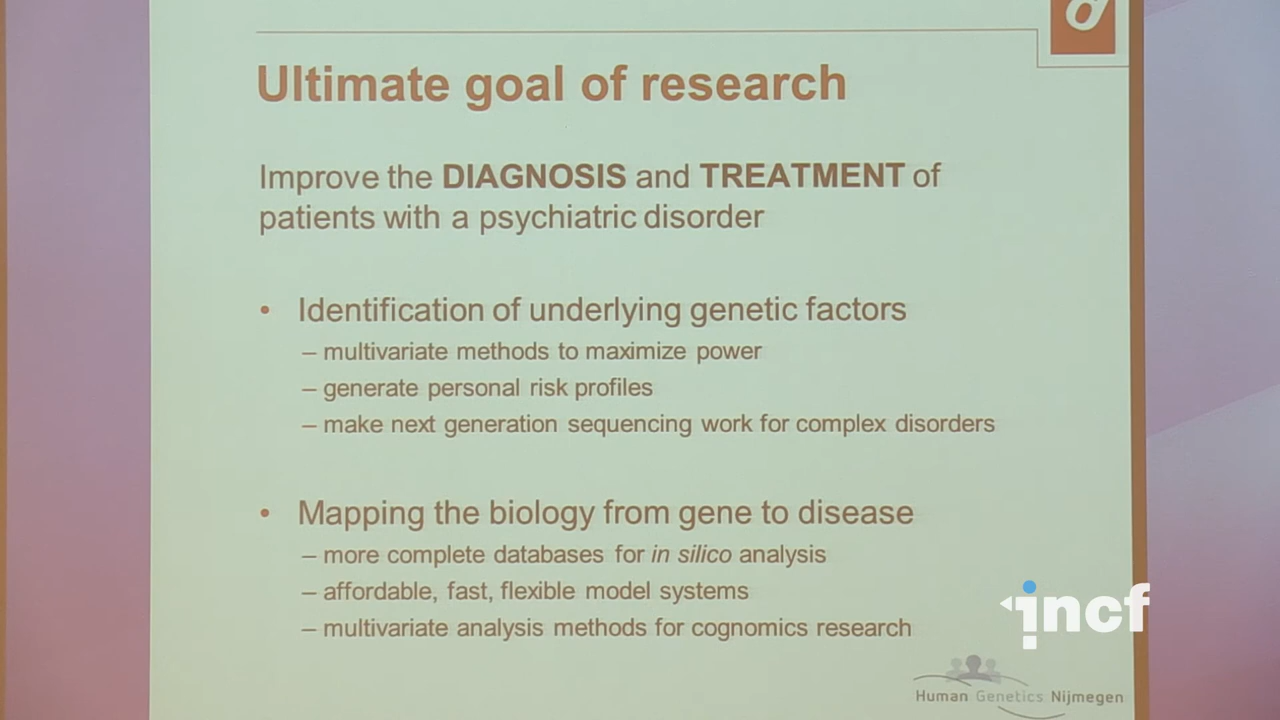 Ultimate goal of research
Improve the DIAGNOSIS and TREATMENT of
patients with a psychiatric disorder
• Identification of underlying genetic factors
– multivariate methods to maximize power
– generate personal risk profiles
– make next generation sequencing work for complex disorders
• Mapping the biology from gene to disease
– more complete databases for in silico analysis
– affordable, fast, flexible model systems
– multivariate analysis methods for cognomics research
incf
Human Genetics Nijmegen